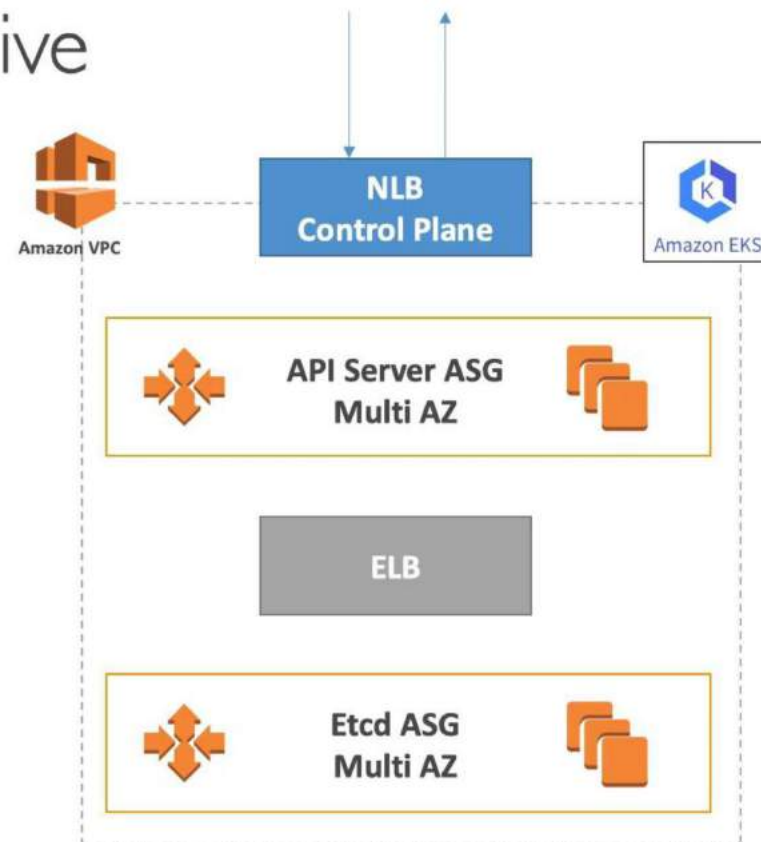 ive
NLB
Control Plane
Amazon VPC
Amazon EKS
K
API Server ASG
Multi AZ
ELB
Etcd ASG
Multi AZ